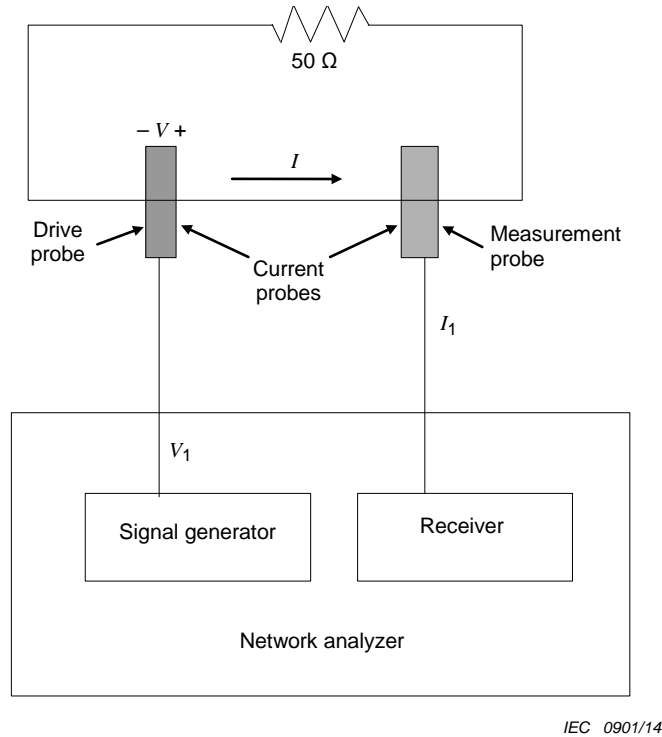 50 Ω
– V +
I
Drive
probe
Current
probes
Measurement
probe
I1
V1
Signal generator
Receiver
Network analyzer
IEC 0901/14